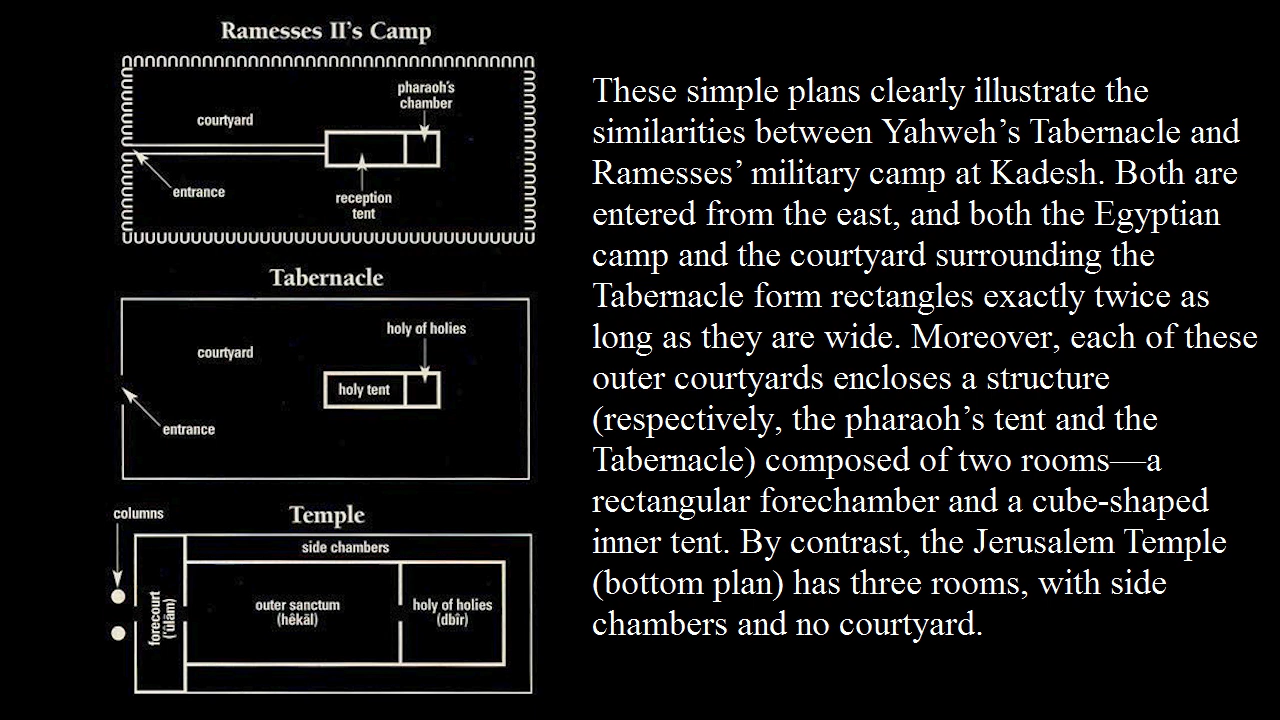 Ramesses II's Camp
pharaoh's
chamber
courtyard
entrance
reception
tent
Tabernacle
holy of holies
courtyard
holy tent
entrance
columns
Temple
side chambers
forecourt
('ûlām)
outer sanctum
(hêkāl)
holy of holies
(dbîr)
These simple plans clearly illustrate the
similarities between Yahweh’s Tabernacle and
Ramesses’ military camp at Kadesh. Both are
entered from the east, and both the Egyptian
camp and the courtyard surrounding the
Tabernacle form rectangles exactly twice as
long as they are wide. Moreover, each of these
outer courtyards encloses a structure
(respectively, the pharaoh’s tent and the
Tabernacle) composed of two rooms—a
rectangular forechamber and a cube-shaped
inner tent. By contrast, the Jerusalem Temple
(bottom plan) has three rooms, with side
chambers and no courtyard.